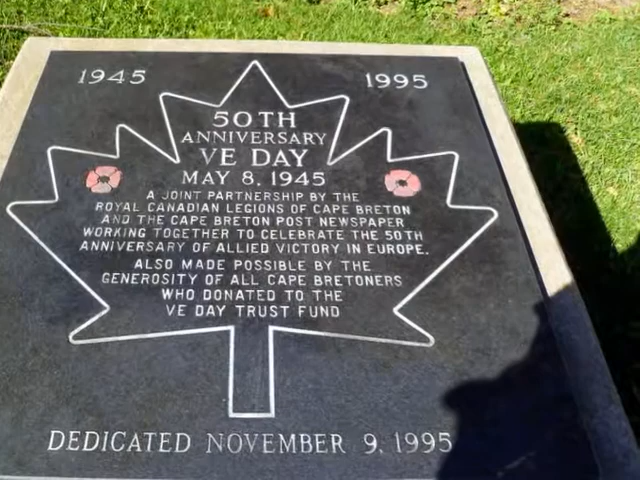 1945 1995
50TH
ANNIVERSARY
VE DAY
MAY 8, 1945
A JOINT PARTNERSHIP BY THE
ROYAL CANADIAN LEGIONS OF CAPE BRETON
AND THE CAPE BRETON POST NEWSPAPER
WORKING TOGETHER TO CELEBRATE THE 50TH
ANNIVERSARY OF ALLIED VICTORY IN EUROPE.
ALSO MADE POSSIBLE BY THE
GENEROSITY OF ALL CAPE BRETONERS
WHO DONATED TO THE
VE DAY TRUST FUND
DEDICATED NOVEMBER 9, 1995